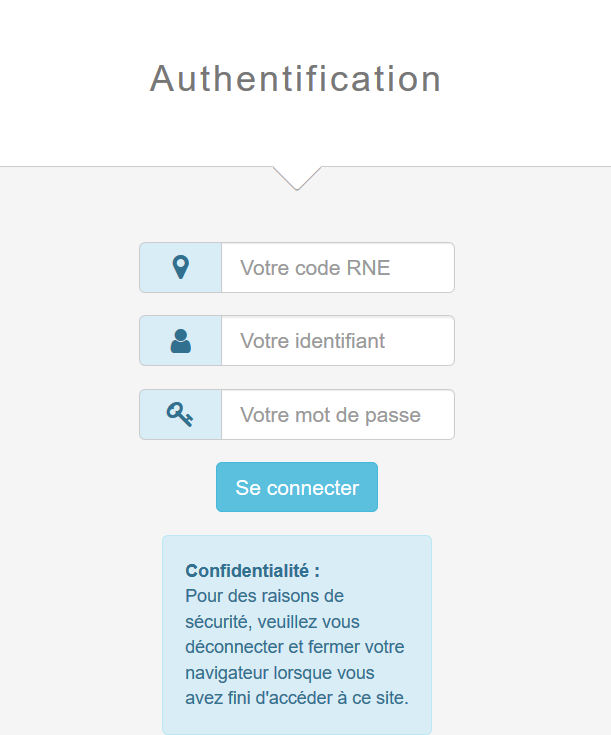 Authentification
Votre code RNE
Votre identifiant
Votre mot de passe
Se connecter
Confidentialité :
Pour des raisons de
sécurité, veuillez vous
déconnecter et fermer votre
navigateur lorsque vous
avez fini d'accéder à ce site.